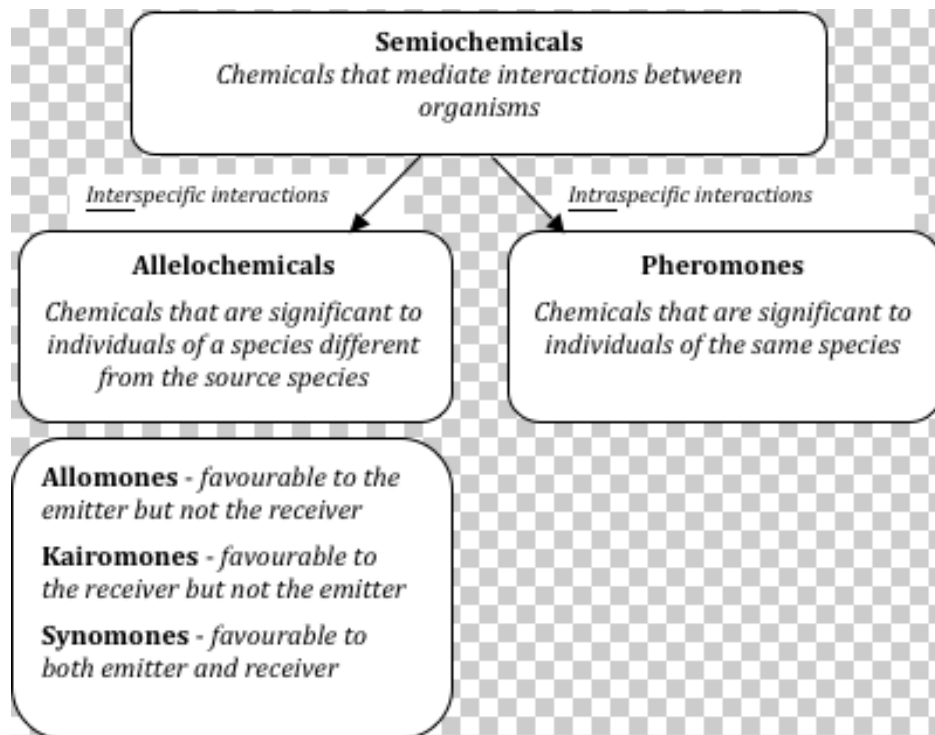 Semiochemicals
Chemicals that mediate interactions between
organisms
Interspecific interactions
Intraspecific interactions
Allelochemicals
Chemicals that are significant to
individuals of a species different
from the source species
Pheromones
Chemicals that are significant to
individuals of the same species
Allomones - favourable to the
emitter but not the receiver
Kairomones - favourable to
the receiver but not the emitter
Synomones - favourable to
both emitter and receiver